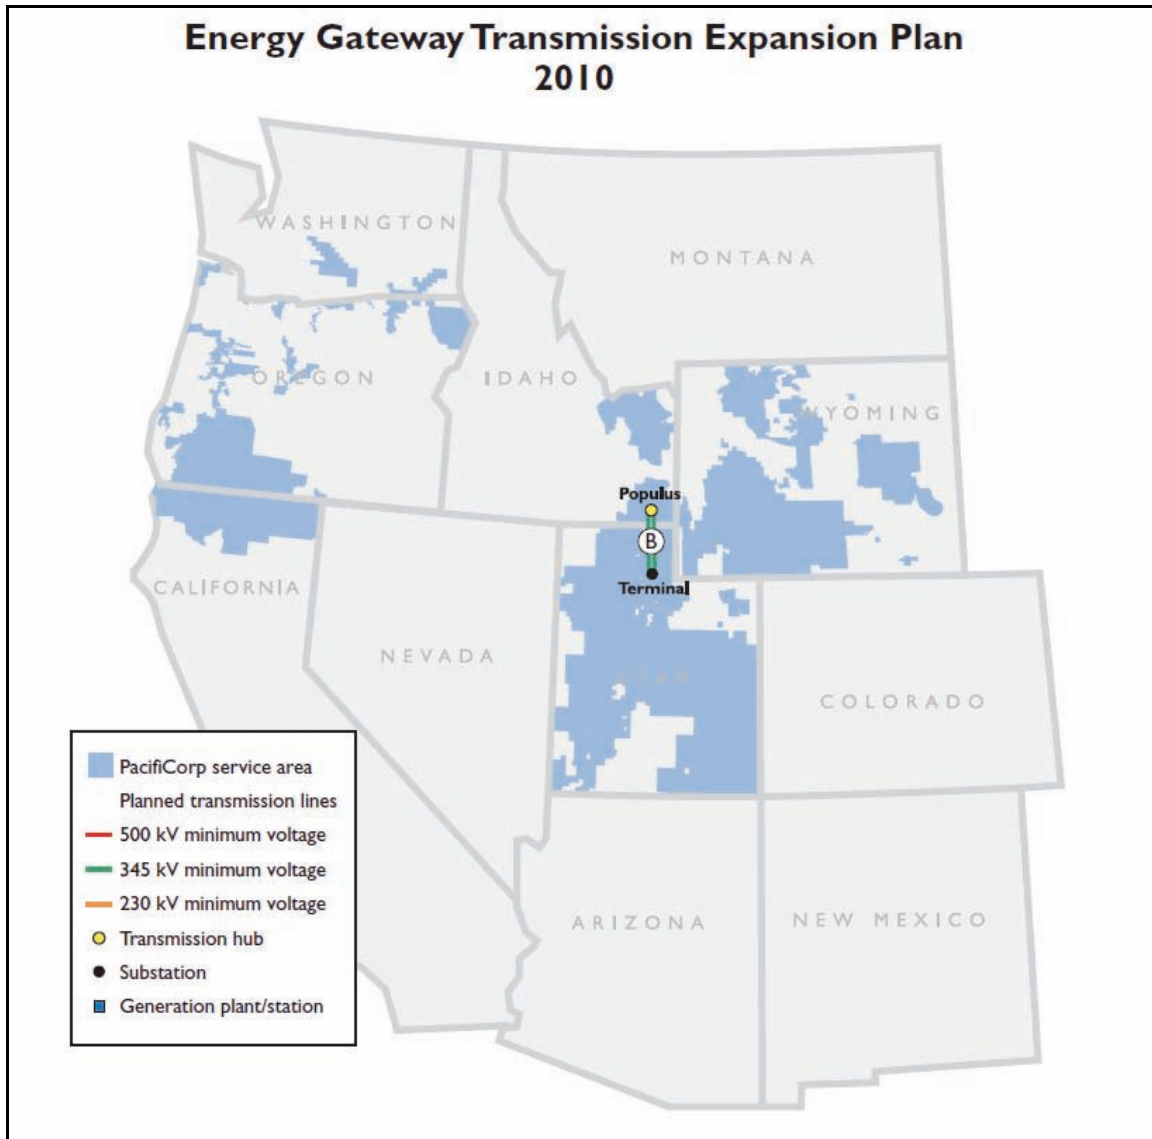 Energy Gateway Transmission Expansion Plan
2010
WASHINGTON
MONTANA
OREGON
IDAHO
WYOMING
Populus
B
Terminal
CALIFORNIA
NEVADA
UTAH
COLORADO
PacifiCorp service area
Planned transmission lines
500 kV minimum voltage
345 kV minimum voltage
230 kV minimum voltage
Transmission hub
Substation
Generation plant/station
ARIZONA
NEW MEXICO